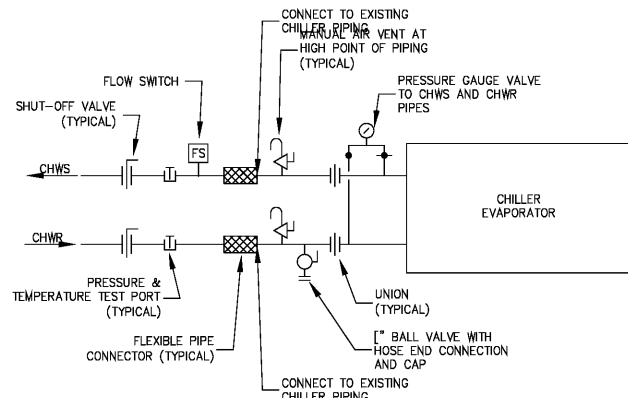 CONNECT TO EXISTING
CHILLER PIPING
MANUAL AIR VENT AT
HIGH POINT OF PIPING
(TYPICAL)
FLOW SWITCH
PRESSURE GAUGE VALVE
TO CHWS AND CHWR
PIPES
SHUT-OFF VALVE
(TYPICAL)
FS
CHWS
CHILLER
EVAPORATOR
CHWR
PRESSURE &
TEMPERATURE TEST PORT
(TYPICAL)
UNION
(TYPICAL)
FLEXIBLE PIPE
CONNECTOR (TYPICAL)
[" BALL VALVE WITH
HOSE END CONNECTION
AND CAP
CONNECT TO EXISTING
CHILLER PIPING